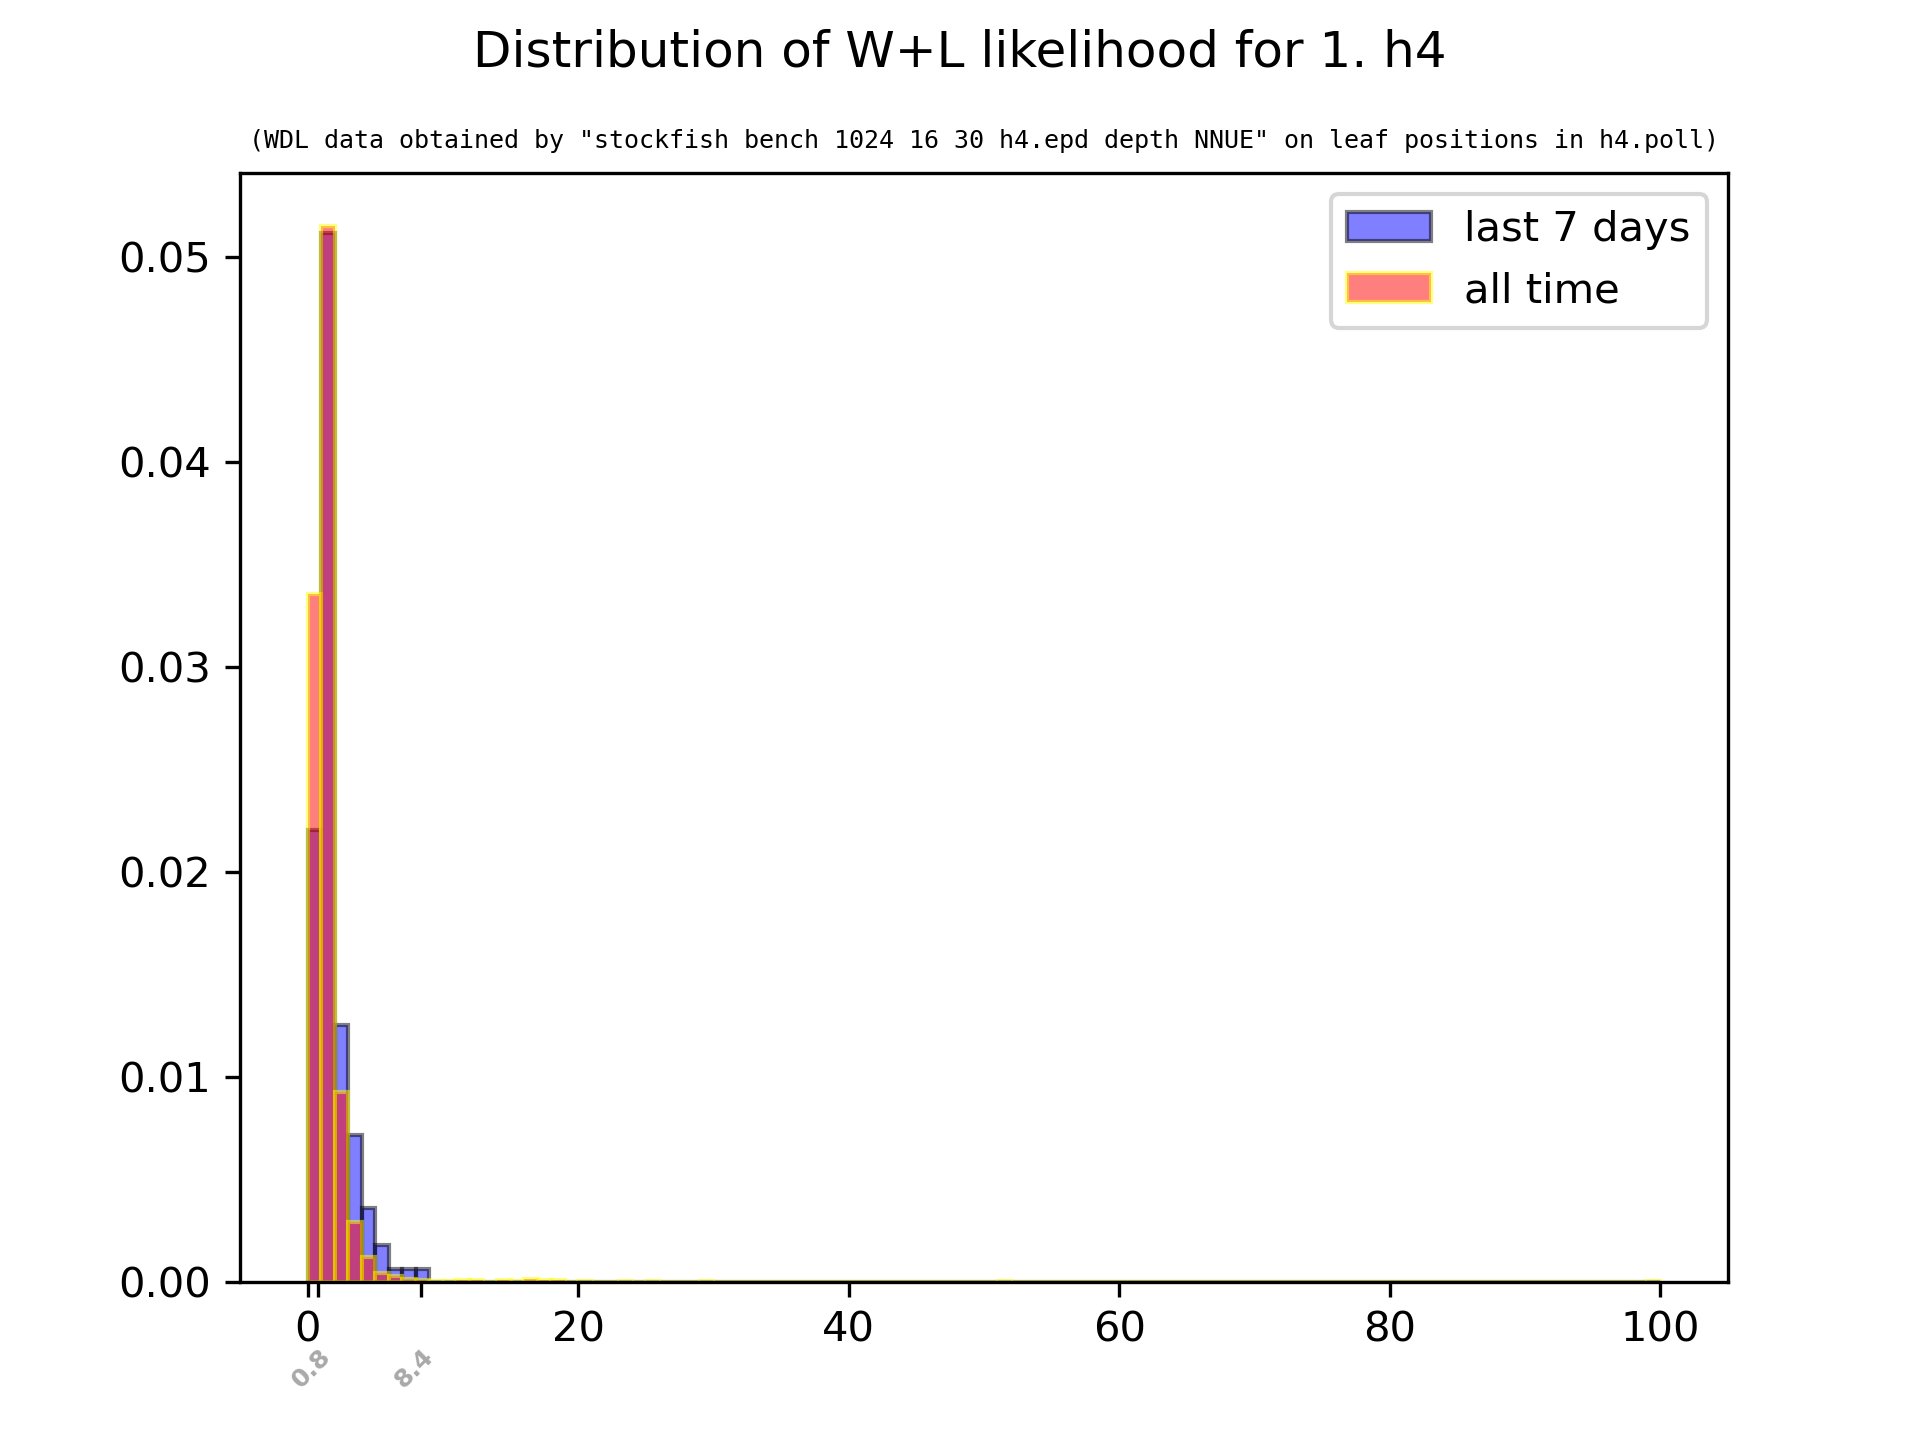 Distribution of W+L likelihood for 1. h4
(WDL data obtained by "stockfish bench 1024 16 30 h4.epd depth NNUE" on leaf positions in h4.poll)
last 7 days
all time
0.05
0.04
0.03
0.02
0.01
0.00
0 20 40 60 80 100
0.8 8.4